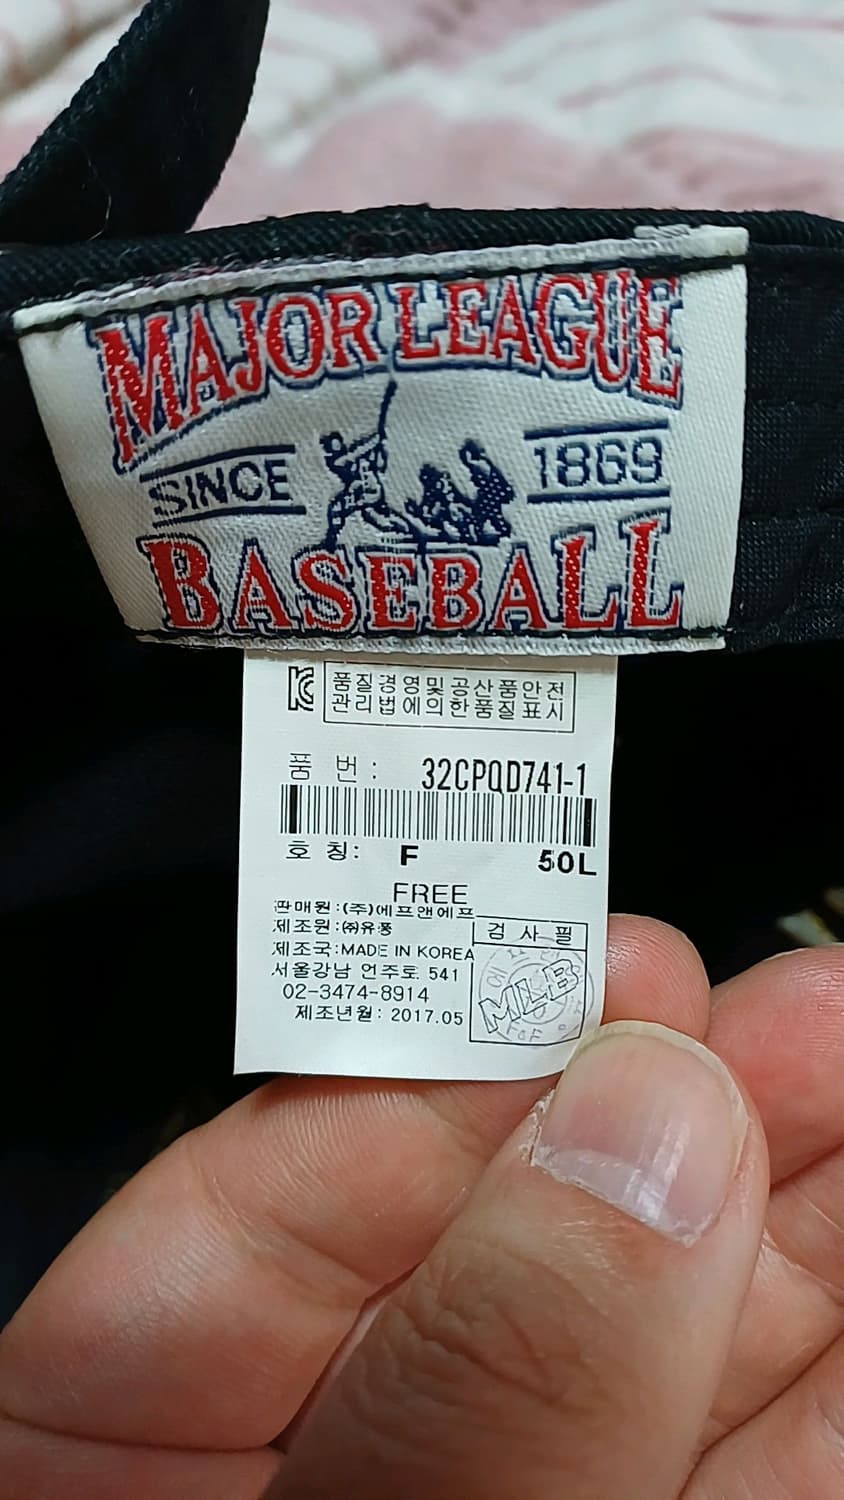 MAJOR LEAGUE
SINCE 1869
BASEBALL
품질경영및공산품안전
관리법에의한품질표시
품 번 : 32CPQD741-1
호 칭: F 50L
FREE
판매원:(주)에프앤에프
제조원:㈜유풍
제조국:MADE IN KOREA
서울강남 언주로 541
02-3474-8914
제조년월: 2017.05
검 사 필
MLB